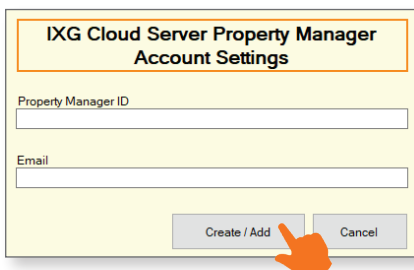 IXG Cloud Server Property Manager
Account Settings
Property Manager ID
Email
Create / Add
Cancel